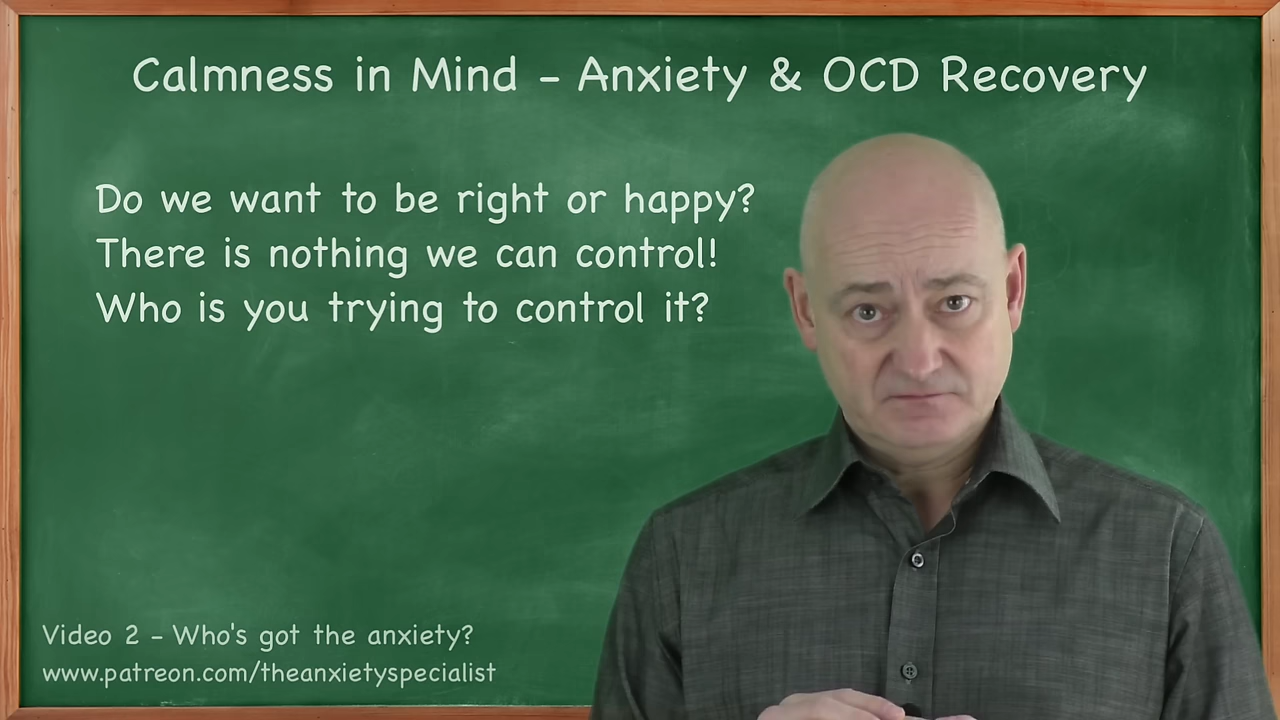 Calmness in Mind - Anxiety & OCD Recovery
Do we want to be right or happy?
There is nothing we can control!
Who is you trying to control it?
Video 2 - Who's got the anxiety?
www.patreon.com/theanxietyspecialist